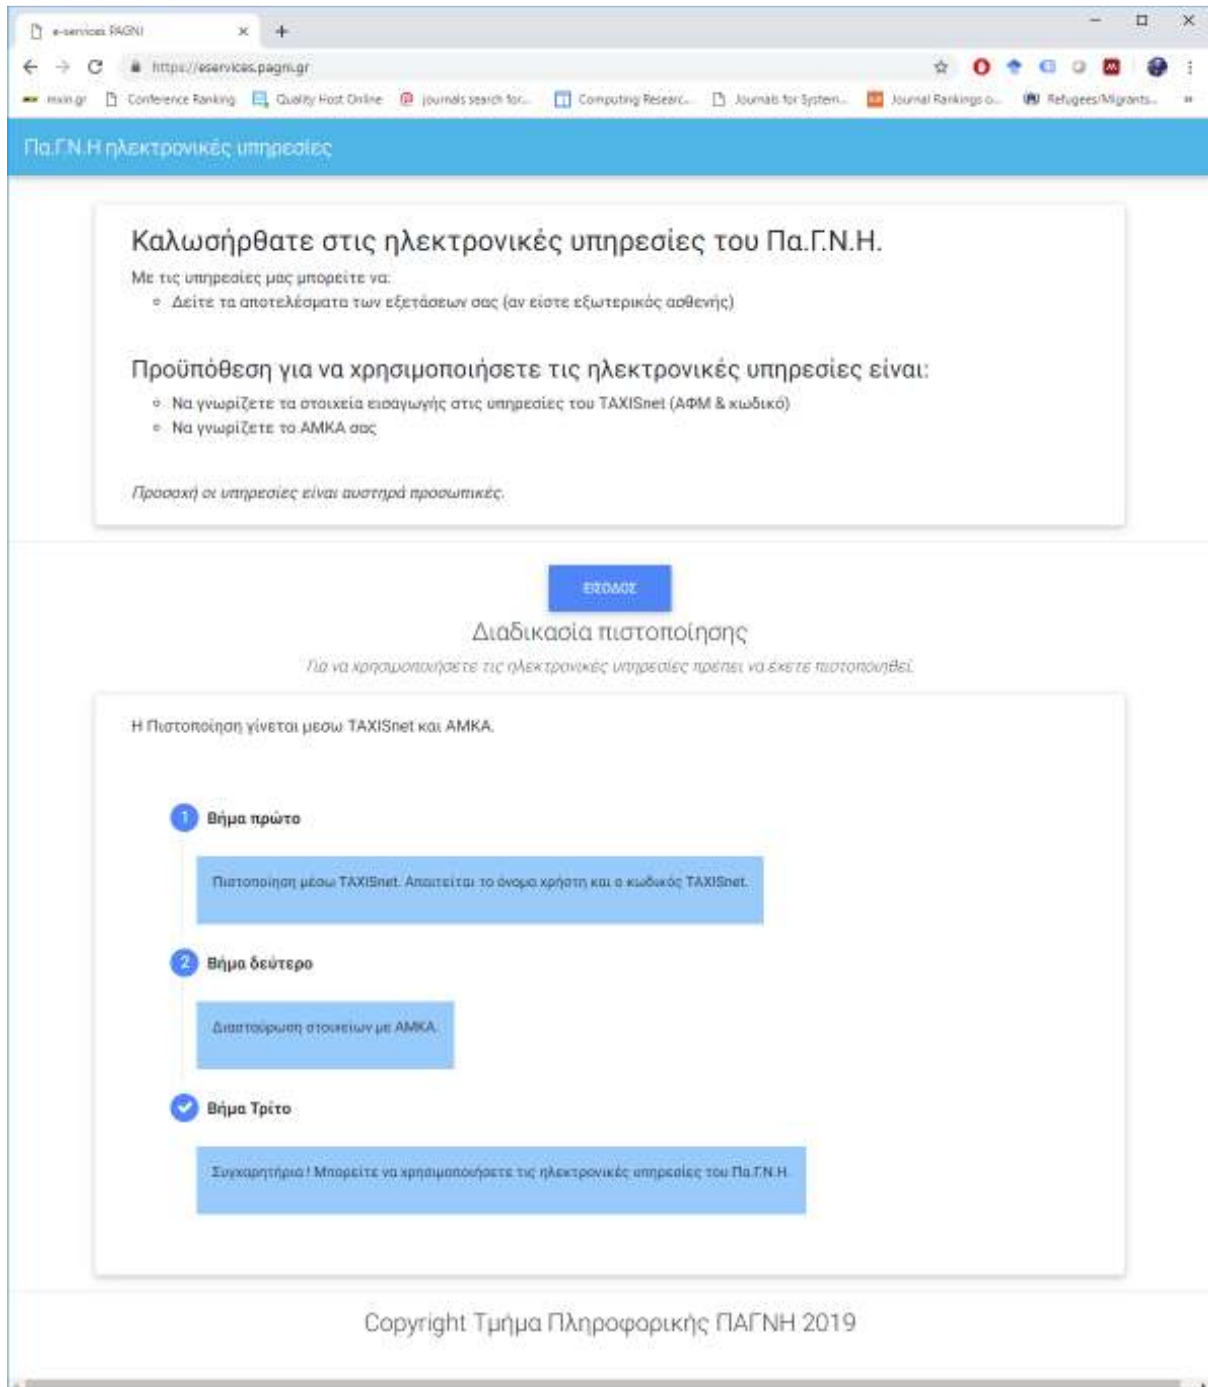 e-services PAGNI
https://eservices.pagni.gr
Conference Ranking Quality Host Online journals search for... Computing Researc... Journals for System... Journal Rankings o... Refugees/Migrants...
Πα.Γ.Ν.Η ηλεκτρονικές υπηρεσίες
Καλωσήρθατε στις ηλεκτρονικές υπηρεσίες του Πα.Γ.Ν.Η.
Με τις υπηρεσίες μας μπορείτε να:
Δείτε τα αποτελέσματα των εξετάσεων σας (αν είστε εξωτερικός ασθενής)
Προϋπόθεση για να χρησιμοποιήσετε τις ηλεκτρονικές υπηρεσίες είναι:
Να γνωρίζετε τα στοιχεία εισαγωγής στις υπηρεσίες του TAXISnet (ΑΦΜ & κωδικό)
Να γνωρίζετε το ΑΜΚΑ σας
Προσοχή οι υπηρεσίες είναι αυστηρά προσωπικές.
ΕΙΣΟΔΟΣ
Διαδικασία πιστοποίησης
Για να χρησιμοποιήσετε τις ηλεκτρονικές υπηρεσίες πρέπει να έχετε πιστοποιηθεί.
Η Πιστοποίηση γίνεται μεσω TAXISnet και ΑΜΚΑ.
1 Βήμα πρώτο
Πιστοποίηση μέσω TAXISnet. Απαιτείται το όνομα χρήστη και ο κωδικός TAXISnet.
2 Βήμα δεύτερο
Διασταύρωση στοιχείων με ΑΜΚΑ.
Βήμα Τρίτο
Συγχαρητήρια ! Μπορείτε να χρησιμοποιήσετε τις ηλεκτρονικές υπηρεσίες του Πα.Γ.Ν.Η.
Copyright Τμήμα Πληροφορικής ΠΑΓΝΗ 2019